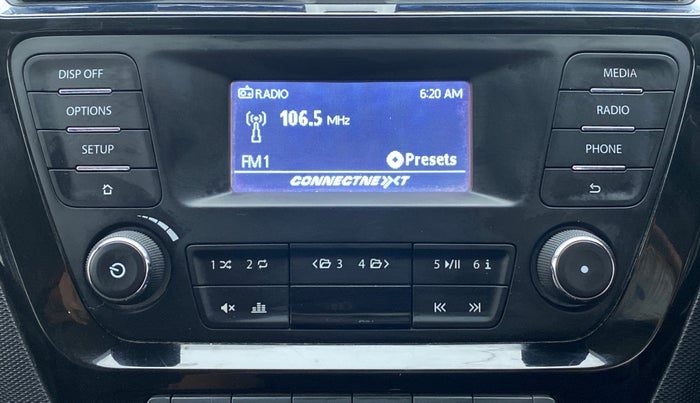 DISP OFF
OPTIONS
SETUP
RADIO 6:20 AM
106.5 MHz
FM1 Presets
CONNECTNEXT
MEDIA
RADIO
PHONE
1 2 3 4 5 6 i